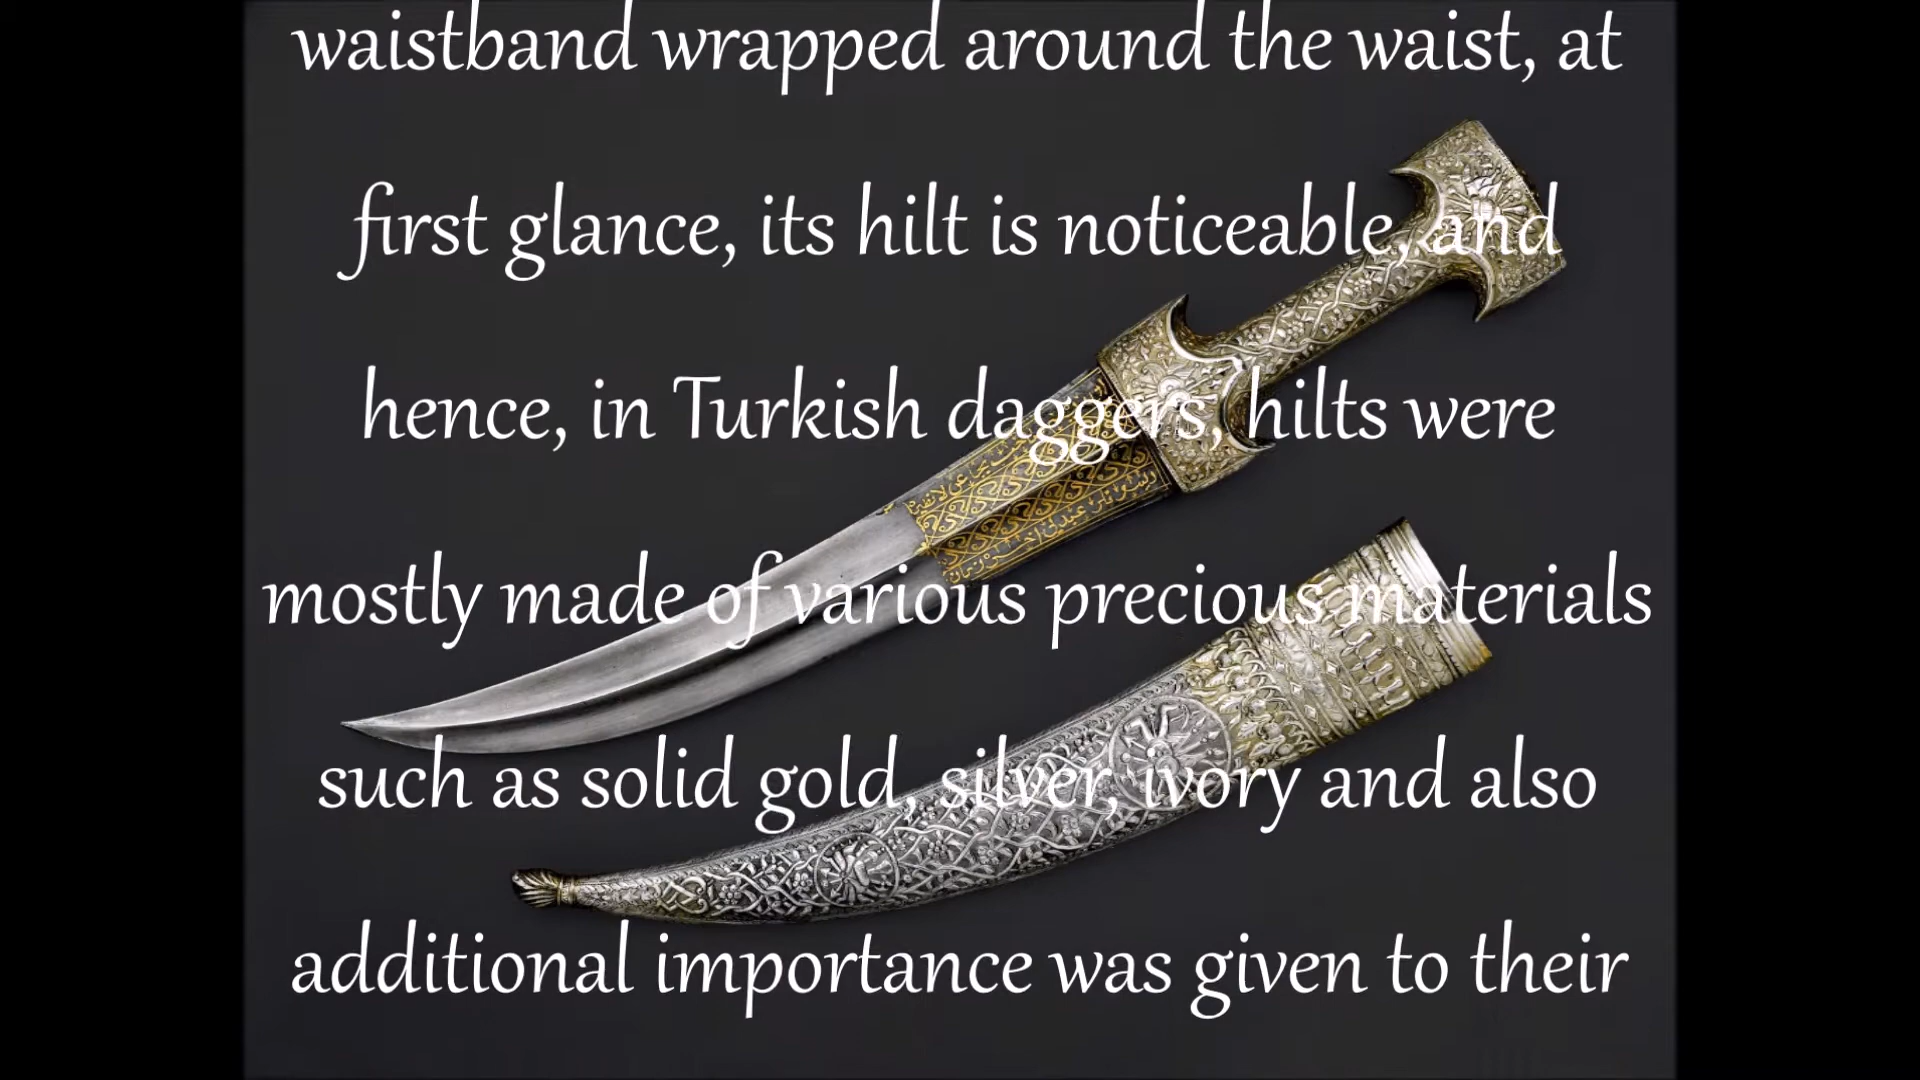 waistband wrapped around the waist, at
first glance, its hilt is noticeable, and
hence, in Turkish daggers, hilts were
mostly made of various precious materials
such as solid gold, silver, ivory and also
additional importance was given to their